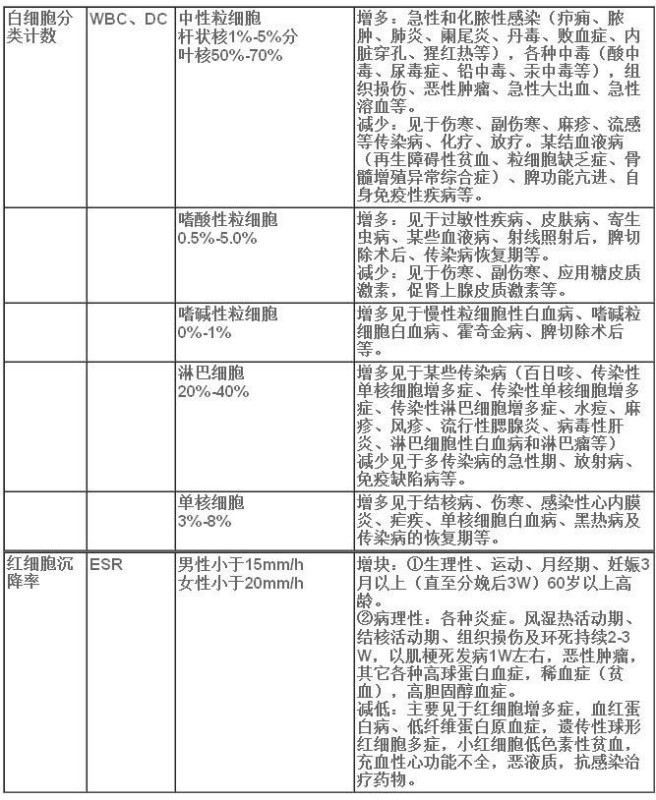 白细胞分类计数
WBC、DC
中性粒细胞
杆状核1%-5%分
叶核50%-70%
增多：急性和化脓性感染（疖痈、脓
肿、肺炎、阑尾炎、丹毒、败血症、内
脏穿孔、猩红热等），各种中毒（酸中
毒、尿毒症、铅中毒、汞中毒等），组
织损伤、恶性肿瘤、急性大出血、急性
溶血等。
减少：见于伤寒、副伤寒、麻疹、流感
等传染病、化疗、放疗。某结血液病
（再生障碍性贫血、粒细胞缺乏症、骨
髓增殖异常综合症）、脾功能亢进、自
身免疫性疾病等。
嗜酸性粒细胞
0.5%-5.0%
增多：见于过敏性疾病、皮肤病、寄生
虫病、某些血液病、射线照射后，脾切
除术后、传染病恢复期等。
减少：见于伤寒、副伤寒、应用糖皮质
激素，促肾上腺皮质激素等。
嗜碱性粒细胞
0%-1%
增多见于慢性粒细胞性白血病、嗜碱粒
细胞白血病、霍奇金病、脾切除术后
等。
淋巴细胞
20%-40%
增多见于某些传染病（百日咳、传染性
单核细胞增多症、传染性单核细胞增多
症、传染性淋巴细胞增多症、水痘、麻
疹、风疹、流行性腮腺炎、病毒性肝
炎、淋巴细胞性白血病和淋巴瘤等）
减少见于多传染病的急性期、放射病、
免疫缺陷病等。
单核细胞
3%-8%
增多见于结核病、伤寒、感染性心内膜
炎、疟疾、单核细胞白血病、黑热病及
传染病的恢复期等。
红细胞沉
降率
ESR
男性小于15mm/h
女性小于20mm/h
增块：①生理性、运动、月经期、妊娠3
月以上（直至分娩后3W）60岁以上高
龄。
②病理性：各种炎症。风湿热活动期、
结核活动期、组织损伤及环死持续2-3
W，以肌梗死发病1W左右，恶性肿瘤，
其它各种高球蛋白血症，稀血症（贫
血），高胆固醇血症。
减低：主要见于红细胞增多症，血红蛋
白病、低纤维蛋白原血症，遗传性球形
红细胞多症，小红细胞低色素性贫血，
充血性心功能不全，恶液质，抗感染治
疗药物。